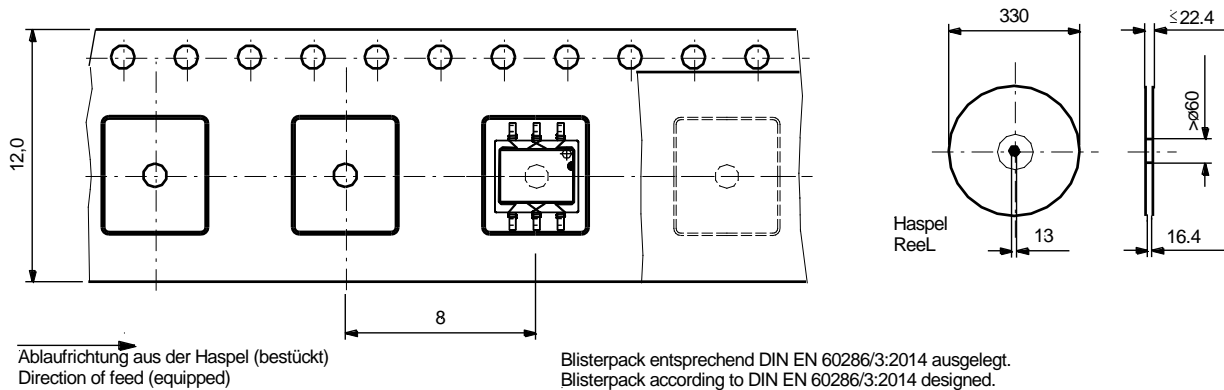 330
≤22.4
12,0
>ø60
Haspel
ReeL
13
16.4
8
Ablaufrichtung aus der Haspel (bestückt)
Direction of feed (equipped)
Blisterpack entsprechend DIN EN 60286/3:2014 ausgelegt.
Blisterpack according to DIN EN 60286/3:2014 designed.